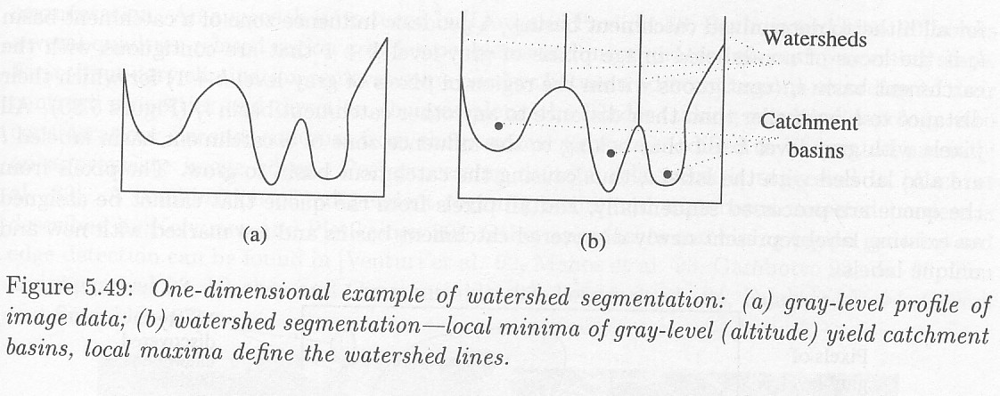 Watersheds
Catchment
basins
(a)
(b)
Figure 5.49: One-dimensional example of watershed segmentation: (a) gray-level profile of
image data; (b) watershed segmentation—local minima of gray-level (altitude) yield catchment
basins, local maxima define the watershed lines.